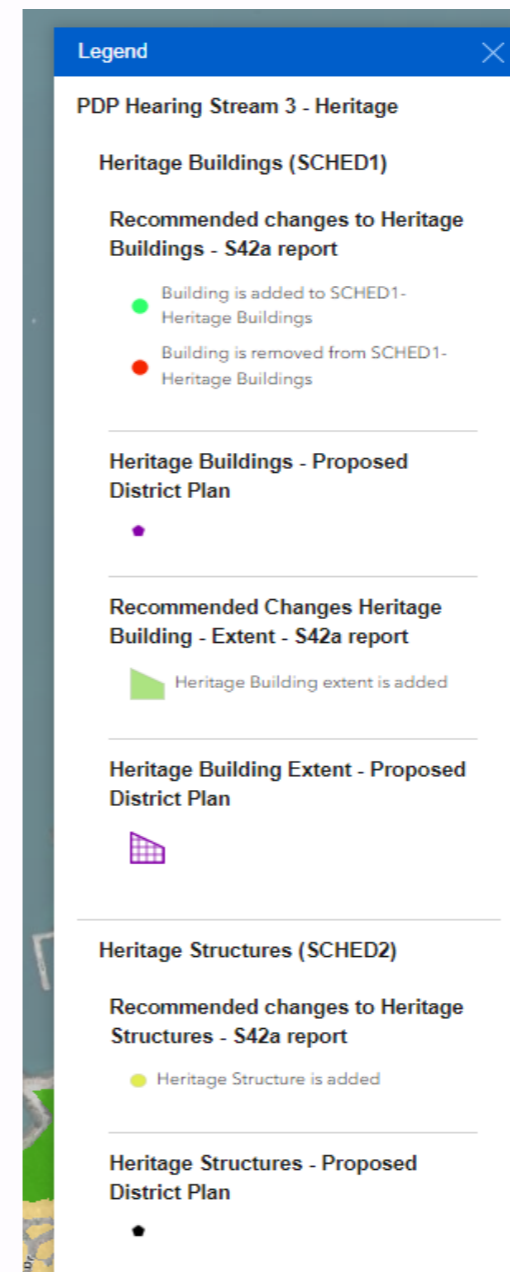 Legend
PDP Hearing Stream 3 - Heritage
Heritage Buildings (SCHED1)
Recommended changes to Heritage
Buildings - S42a report
Building is added to SCHED1-
Heritage Buildings
Building is removed from SCHED1-
Heritage Buildings
Heritage Buildings - Proposed
District Plan
Recommended Changes Heritage
Building - Extent - S42a report
Heritage Building extent is added
Heritage Building Extent - Proposed
District Plan
Heritage Structures (SCHED2)
Recommended changes to Heritage
Structures - S42a report
Heritage Structure is added
Heritage Structures - Proposed
District Plan